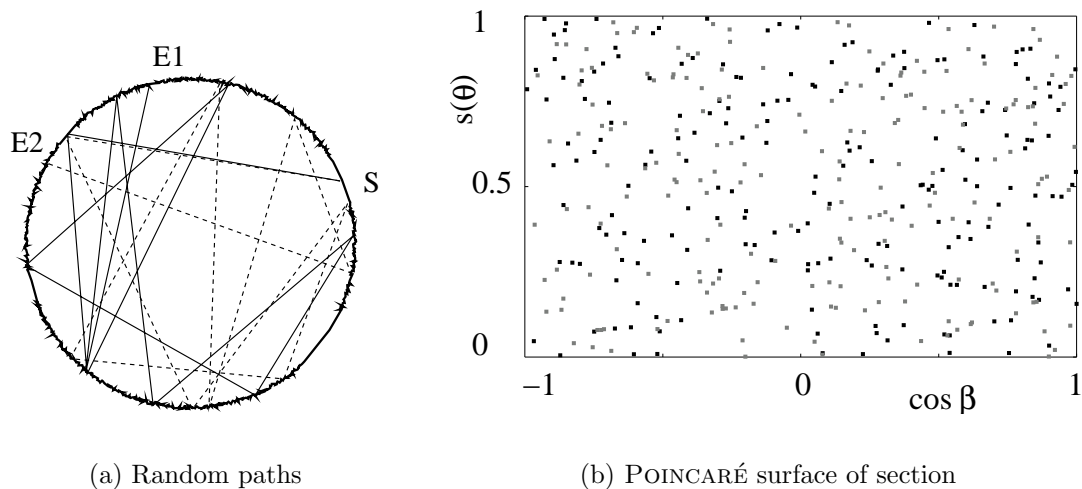 E1
E2
S
1
s(θ)
0.5
0
−1
0
1
cos β
(a) Random paths
(b) POINCARÉ surface of section